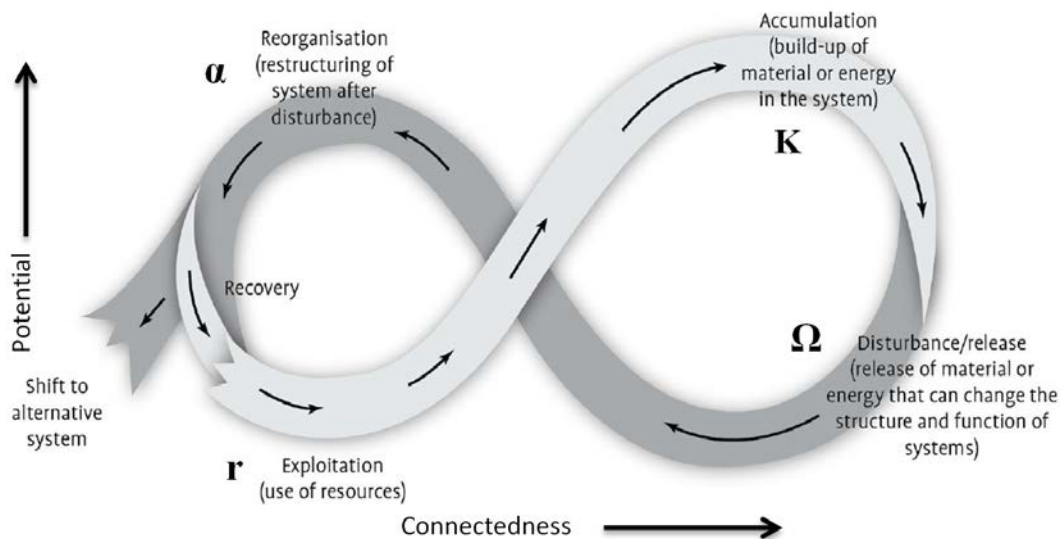 α
Reorganisation
(restructuring of
system after
disturbance)
Accumulation
(build-up of
material or energy
in the system)
K
Potential
Recovery
Shift to
alternative
system
Ω
Disturbance/release
(release of material or
energy that can change the
structure and function of
systems)
r
Exploitation
(use of resources)
Connectedness